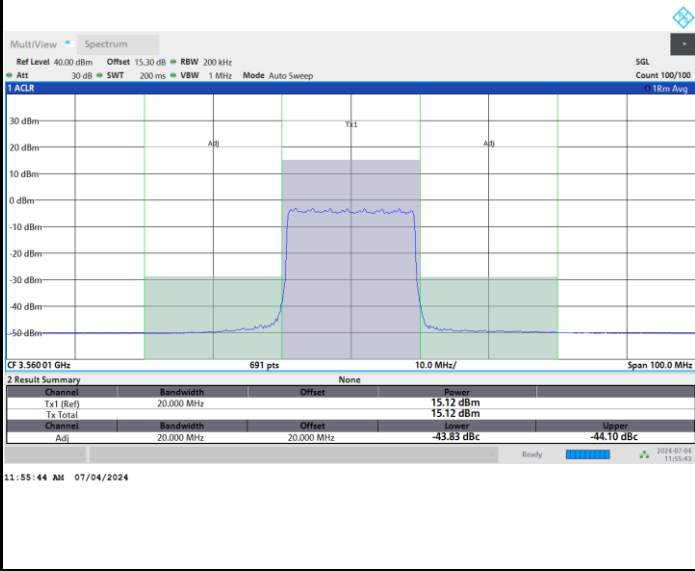 MultiView Spectrum
Ref Level 40.00 dBm Offset 15.30 dB RBW 200 kHz SGL
Att 30 dB SWT 200 ms VBW 1 MHz Mode Auto Sweep Count 100/100
1 ACLR 1Rm Avg
30 dBm
Tx1
20 dBm
Adj Adj
10 dBm
0 dBm
-10 dBm
-20 dBm
-30 dBm
-40 dBm
-50 dBm
CF 3.56001 GHz 691 pts 10.0 MHz/ Span 100.0 MHz
2 Result Summary None
Channel Bandwidth Offset Power
Tx1 (Ref) 20.000 MHz 15.12 dBm
Tx Total 15.12 dBm
Channel Bandwidth Offset Lower Upper
Adj 20.000 MHz 20.000 MHz -43.83 dBc -44.10 dBc
Ready 2024-07-04
11:55:43
11:55:44 AM 07/04/2024